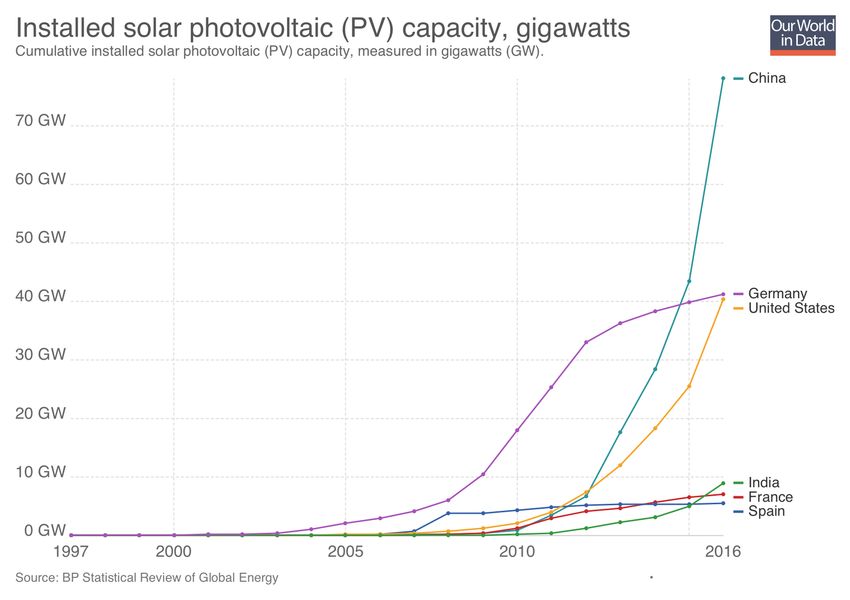 Installed solar photovoltaic (PV) capacity, gigawatts
Cumulative installed solar photovoltaic (PV) capacity, measured in gigawatts (GW).
Our World
in Data
China
70 GW
60 GW
50 GW
40 GW
Germany
United States
30 GW
20 GW
10 GW
India
France
Spain
0 GW
1997
2000
2005
2010
2016
Source: BP Statistical Review of Global Energy